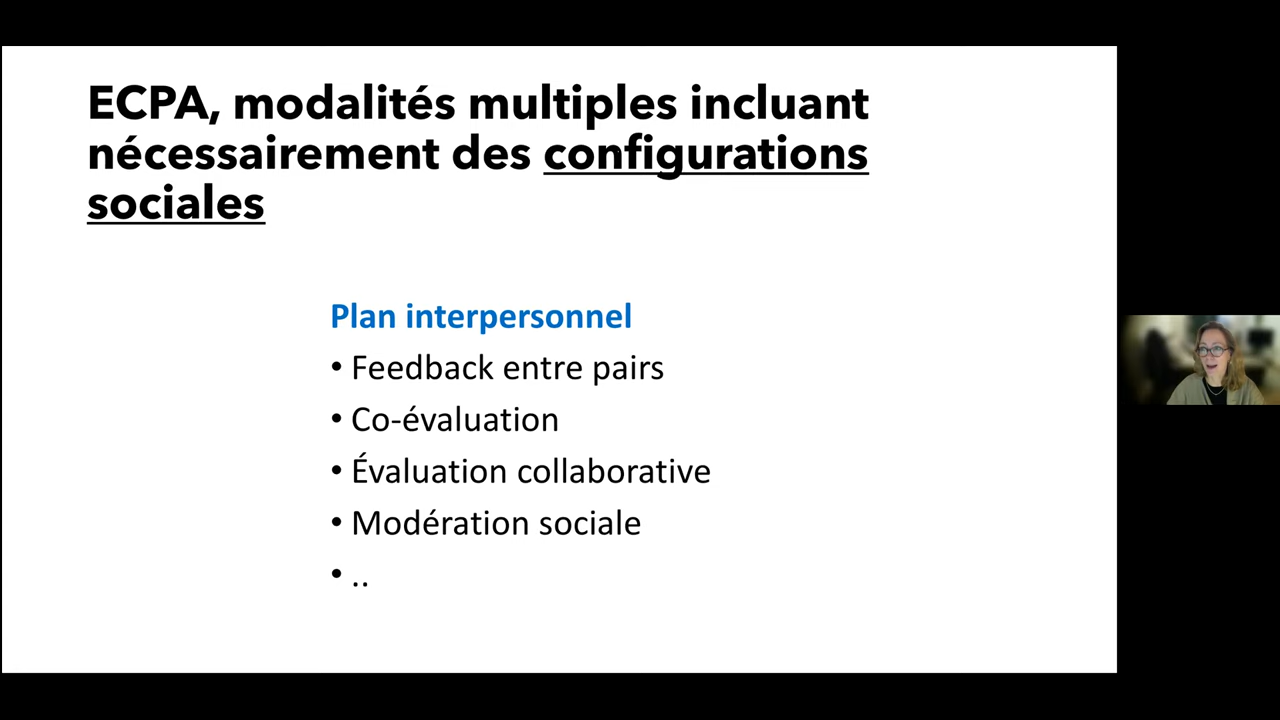 ECPA, modalités multiples incluant
nécessairement des configurations
sociales
Plan interpersonnel
• Feedback entre pairs
• Co-évaluation
• Évaluation collaborative
• Modération sociale
• ..